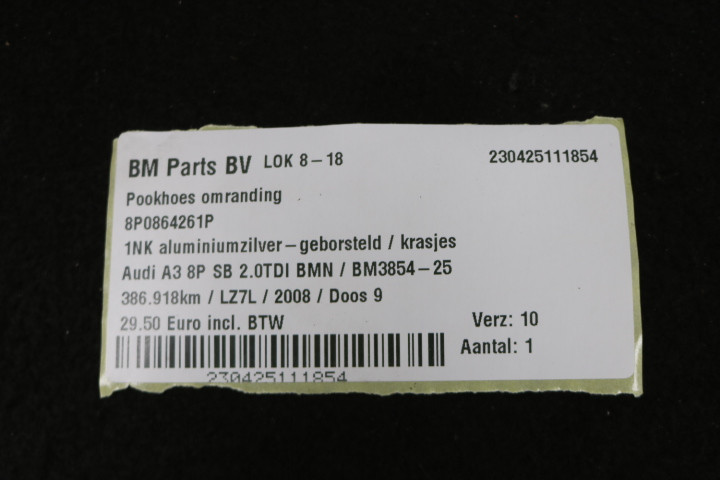 BM Parts BV LOK 8-18 230425111854
Pookhoes omranding
8P0864261P
1NK aluminiumzilver-geborsteld / krasjes
Audi A3 8P SB 2.0TDI BMN / BM3854-25
386.918km / LZ7L / 2008 / Doos 9
29.50 Euro incl. BTW Verz: 10
Aantal: 1
230425111854